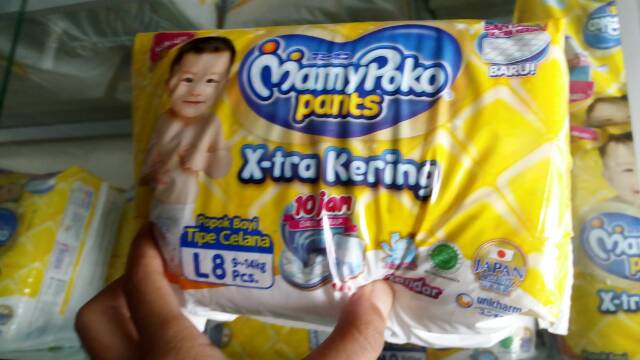 MamyPoko
pants
BARU!
X-tra Kering
10 jam
Popok Bayi
Tipe Celana
L8 9-14kg
Pcs.
JAPAN
unicharm
MamyPoko
X-tra